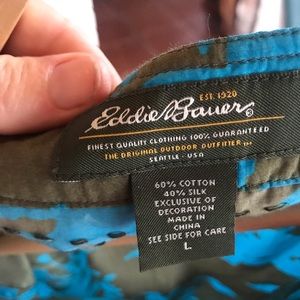 EST. 1920
Eddie Bauer®
FINEST QUALITY CLOTHING 100% GUARANTEED
THE ORIGINAL OUTDOOR OUTFITTER™
SEATTLE · USA
60% COTTON
40% SILK
EXCLUSIVE OF
DECORATION
MADE IN
CHINA
SEE SIDE FOR CARE
L